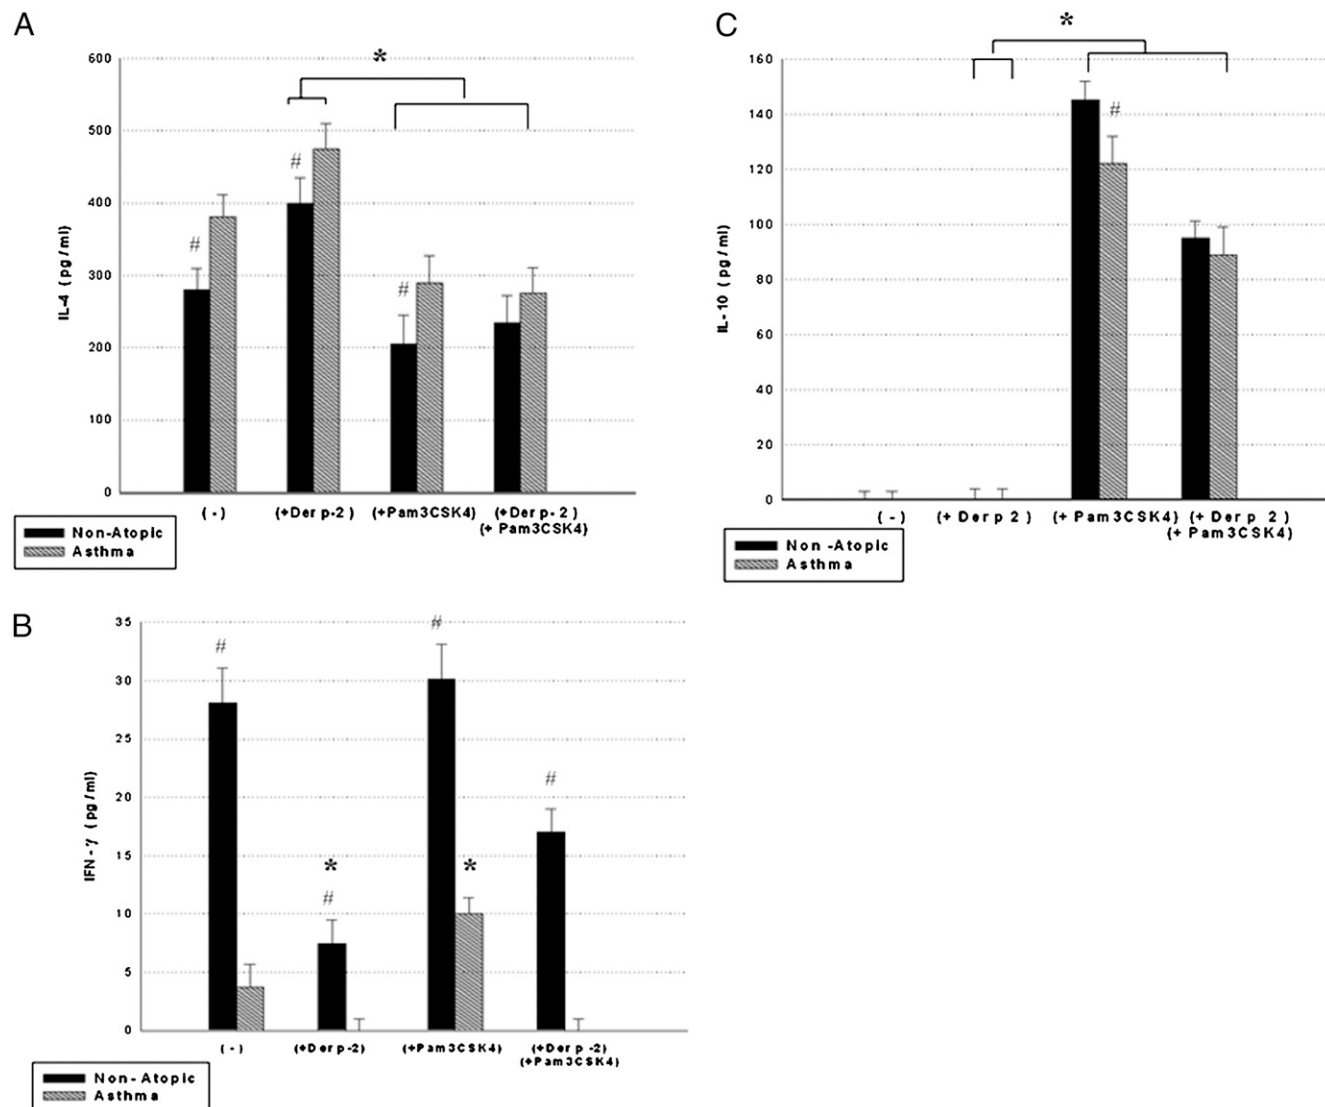 A
*
600
500
400
300
200
100
0
IL-4 (pg/ml)
#
#
#
(-)
(+Der p-2)
(+Pam3CSK4)
(+Der p-2)
(+Pam3CSK4)
Non-Atopic
Asthma
C
*
160
140
120
100
80
60
40
20
0
IL-10 (pg/ml)
#
(-)
(+ Der p 2)
(+ Pam3CSK4)
(+ Der p 2)
(+ Pam3CSK4)
Non -Atopic
Asthma
B
35
30
25
20
15
10
5
0
IFN-γ (pg/ml)
#
*
#
#
*
#
(-)
(+Der p-2)
(+Pam3CSK4)
(+Der p-2)
(+Pam3CSK4)
Non-Atopic
Asthma